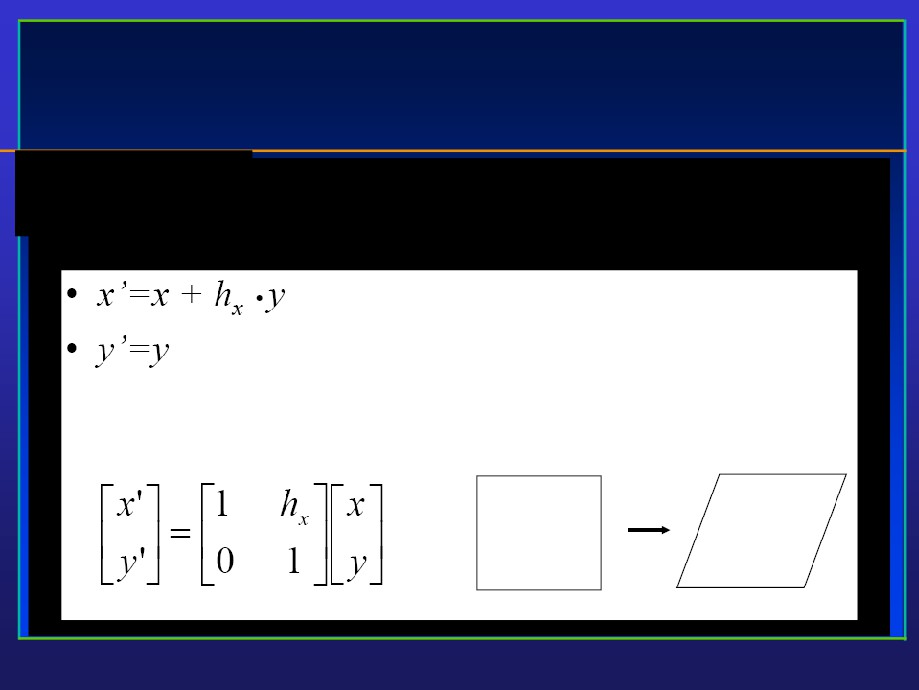 • x’=x + hₓ •y
• y’=y
[x' y'] = [1 hₓ 0 1] [x y]